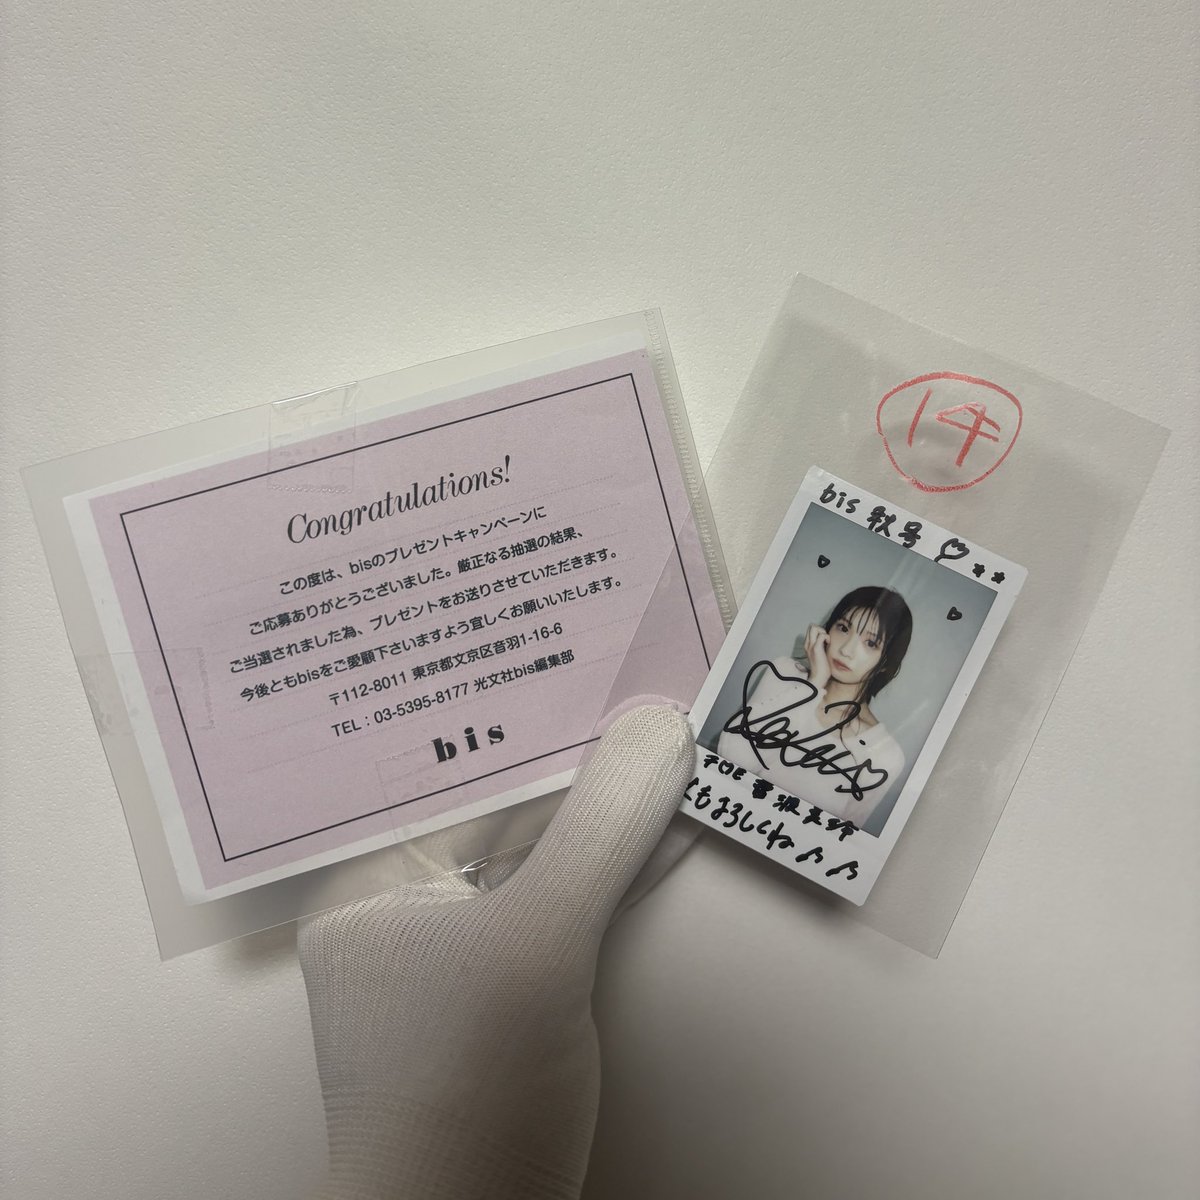 Congratulations!
この度は、bisのプレゼントキャンペーンに
ご応募ありがとうございました。厳正なる抽選の結果、
ご当選されました為、プレゼントをお送りさせていただきます。
今後ともbisをご愛顧下さいますよう宜しくお願いいたします。
〒112-8011 東京都文京区音羽1-16-6
TEL：03-5395-8177 光文社bis編集部
bis
14
bis 秋号
もよろしくね